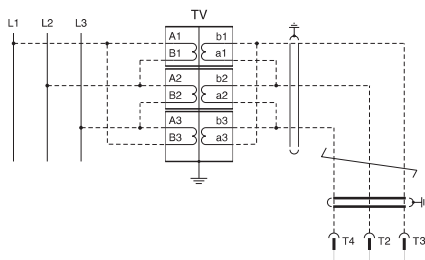 TV
L1 L2 L3
A1 b1
B1 a1
A2 b2
B2 a2
A3 b3
B3 a3
T4 T2 T3